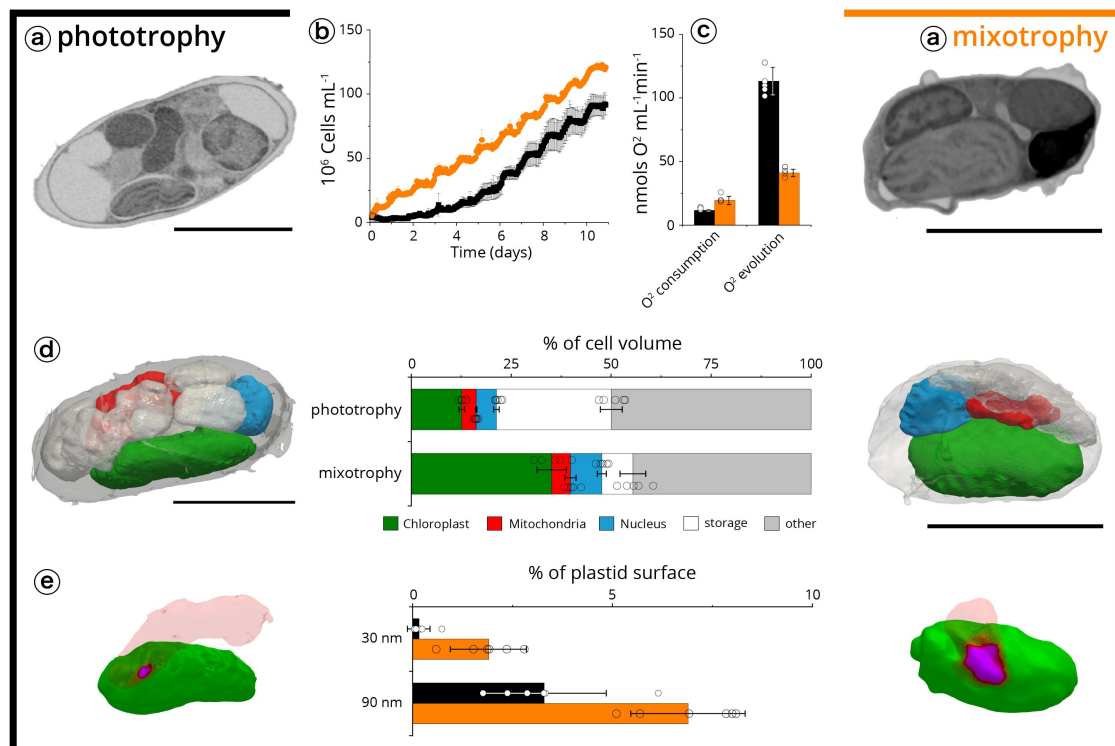 ⓐ phototrophy
ⓑ
ⓒ
ⓐ mixotrophy
10⁶ Cells mL⁻¹
150
100
50
0
0 2 4 6 8 10
Time (days)
nmols O² mL⁻¹min⁻¹
150
100
50
0
O² consumption
O² evolution
ⓓ
% of cell volume
0 25 50 75 100
phototrophy
mixotrophy
Chloroplast Mitochondria Nucleus storage other
ⓔ
% of plastid surface
0 5 10
30 nm
90 nm